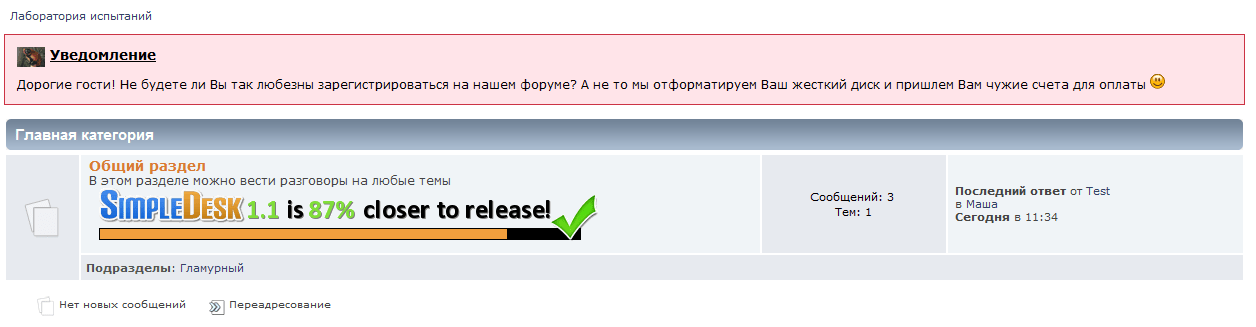 Лаборатория испытаний
Уведомление
Дорогие гости! Не будете ли Вы так любезны зарегистрироваться на нашем форуме? А не то мы отформатируем Ваш жесткий диск и пришлем Вам чужие счета для оплаты
Главная категория
Общий раздел
В этом разделе можно вести разговоры на любые темы
SIMPLEDESK 1.1 is 87% closer to release!
Сообщений: 3
Тем: 1
Последний ответ от Test
в Маша
Сегодня в 11:34
Подразделы: Гламурный
Нет новых сообщений
Переадресование